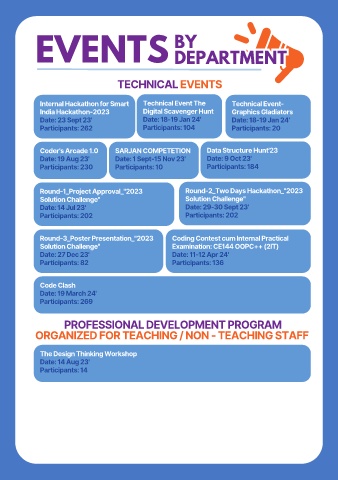 EVENTS BY DEPARTMENT
TECHNICAL EVENTS
Internal Hackathon for Smart
India Hackathon-2023
Date: 23 Sept 23'
Participants: 262
Technical Event The
Digital Scavenger Hunt
Date: 18-19 Jan 24'
Participants: 104
Technical Event-
Graphics Gladiators
Date: 18-19 Jan 24'
Participants: 20
Coder's Arcade 1.0
Date: 19 Aug 23'
Participants: 230
SARJAN COMPETETION
Date: 1 Sept-15 Nov 23'
Participants: 10
Data Structure Hunt'23
Date: 9 Oct 23'
Participants: 184
Round-1_Project Approval_"2023
Solution Challenge"
Date: 14 Jul 23'
Participants: 202
Round-2_Two Days Hackathon_"2023
Solution Challenge"
Date: 29-30 Sept 23'
Participants: 202
Round-3_Poster Presentation_"2023
Solution Challenge"
Date: 27 Dec 23'
Participants: 82
Coding Contest cum Internal Practical
Examination: CE144 OOPC++ (2IT)
Date: 11-12 Apr 24'
Participants: 136
Code Clash
Date: 19 March 24'
Participants: 269
PROFESSIONAL DEVELOPMENT PROGRAM
ORGANIZED FOR TEACHING / NON - TEACHING STAFF
The Design Thinking Workshop
Date: 14 Aug 23'
Participants: 14